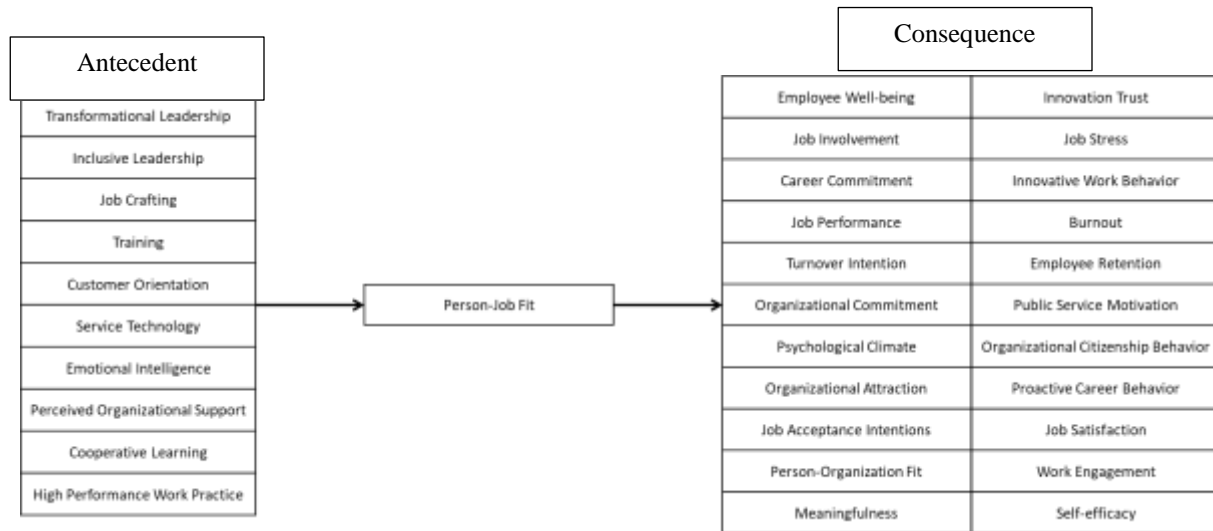 Antecedent
Transformational Leadership
Inclusive Leadership
Job Crafting
Training
Customer Orientation
Service Technology
Emotional Intelligence
Perceived Organizational Support
Cooperative Learning
High Performance Work Practice
Person-Job Fit
Consequence
Employee Well-being Innovation Trust
Job Involvement Job Stress
Career Commitment Innovative Work Behavior
Job Performance Burnout
Turnover Intention Employee Retention
Organizational Commitment Public Service Motivation
Psychological Climate Organizational Citizenship Behavior
Organizational Attraction Proactive Career Behavior
Job Acceptance Intentions Job Satisfaction
Person-Organization Fit Work Engagement
Meaningfulness Self-efficacy